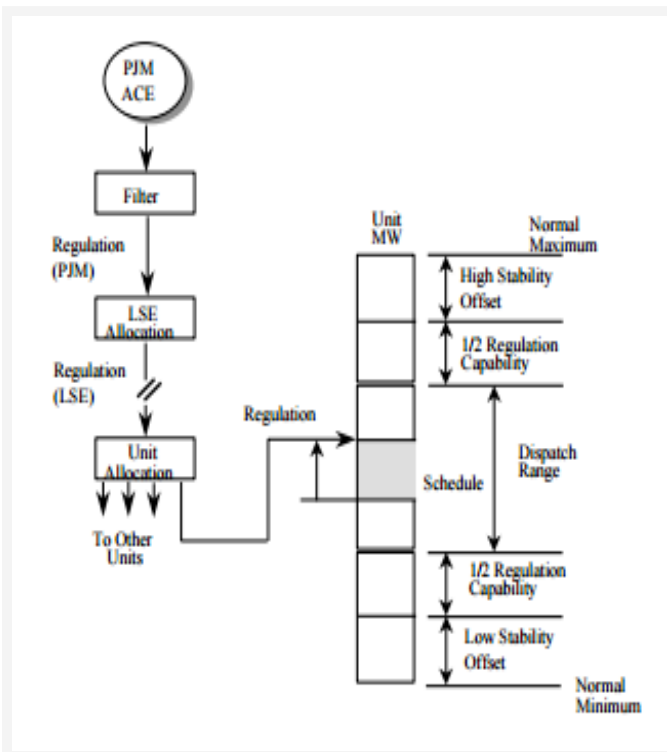 PJM
ACE
Filter
Regulation
(PJM)
LSE
Allocation
Regulation
(LSE)
Unit
Allocation
To Other
Units
Regulation
Unit
MW
Normal
Maximum
High Stability
Offset
1/2 Regulation
Capability
Dispatch
Range
Schedule
1/2 Regulation
Capability
Low Stability
Offset
Normal
Minimum